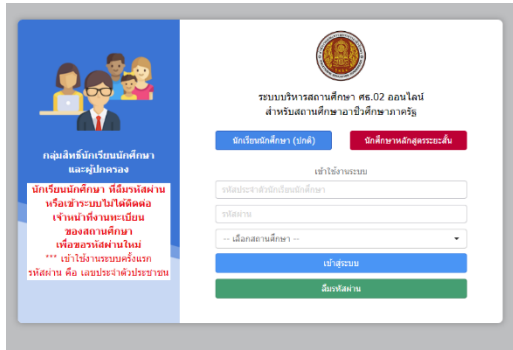 กลุ่มสิทธิ์นักเรียนนักศึกษา
และผู้ปกครอง
นักเรียนนักศึกษา ที่ลืมรหัสผ่าน
หรือเข้าระบบไม่ได้ติดต่อ
เจ้าหน้าที่งานทะเบียน
ของสถานศึกษา
เพื่อขอรหัสผ่านใหม่
*** เข้าใช้งานระบบครั้งแรก
รหัสผ่าน คือ เลขประจำตัวประชาชน
ระบบบริหารสถานศึกษา ศธ.02 ออนไลน์
สำหรับสถานศึกษาอาชีวศึกษาภาครัฐ
นักเรียนนักศึกษา (ปกติ)
นักศึกษาหลักสูตรระยะสั้น
เข้าใช้งานระบบ
รหัสประจำตัวนักเรียนนักศึกษา
รหัสผ่าน
-- เลือกสถานศึกษา --
เข้าสู่ระบบ
ลืมรหัสผ่าน